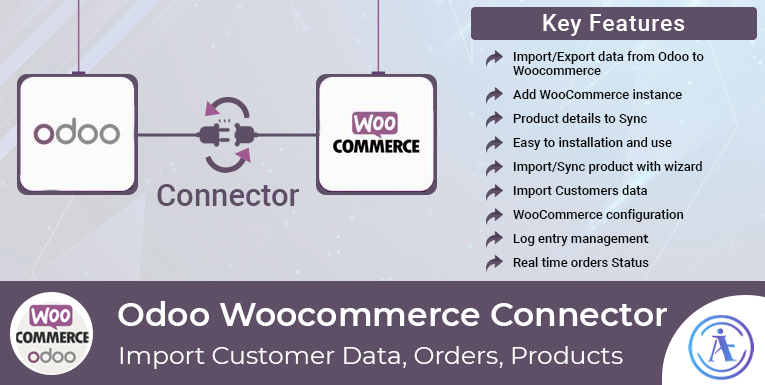 odoo
WOO
COMMERCE
Connector
Key Features
Import/Export data from Odoo to
Woocommerce
Add WooCommerce instance
Product details to Sync
Easy to installation and use
Import/Sync product with wizard
Import Customers data
WooCommerce configuration
Log entry management
Real time orders Status
WOO
COMMERCE
odoo
Odoo Woocommerce Connector
Import Customer Data, Orders, Products